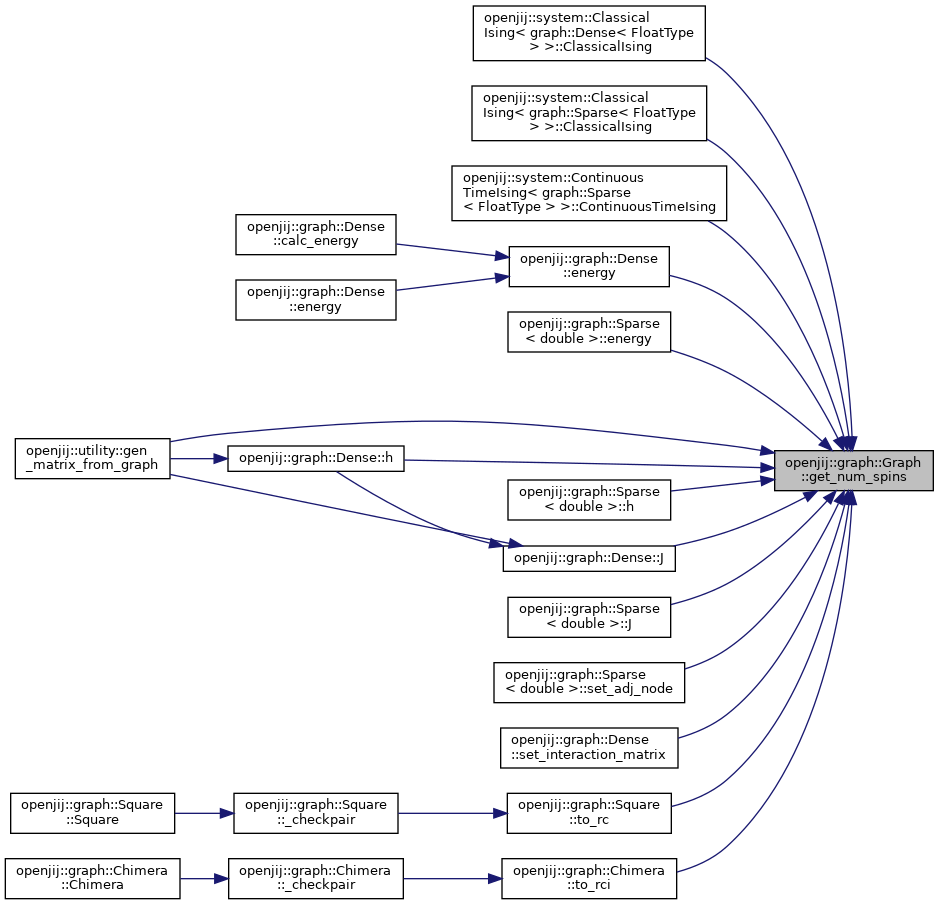 openjij::system::Classical
Ising< graph::Dense< FloatType
> >::ClassicalIsing
openjij::system::Classical
Ising< graph::Sparse< FloatType
> >::ClassicalIsing
openjij::system::Continuous
TimeIsing< graph::Sparse
< FloatType > >::ContinuousTimeIsing
openjij::graph::Dense
::calc_energy
openjij::graph::Dense
::energy
openjij::graph::Dense
::energy
openjij::graph::Sparse
< double >::energy
openjij::utility::gen
_matrix_from_graph
openjij::graph::Dense::h
openjij::graph::Graph
::get_num_spins
openjij::graph::Sparse
< double >::h
openjij::graph::Dense::J
openjij::graph::Sparse
< double >::J
openjij::graph::Sparse
< double >::set_adj_node
openjij::graph::Dense
::set_interaction_matrix
openjij::graph::Square
::Square
openjij::graph::Square
::_checkpair
openjij::graph::Square
::to_rc
openjij::graph::Chimera
::Chimera
openjij::graph::Chimera
::_checkpair
openjij::graph::Chimera
::to_rci